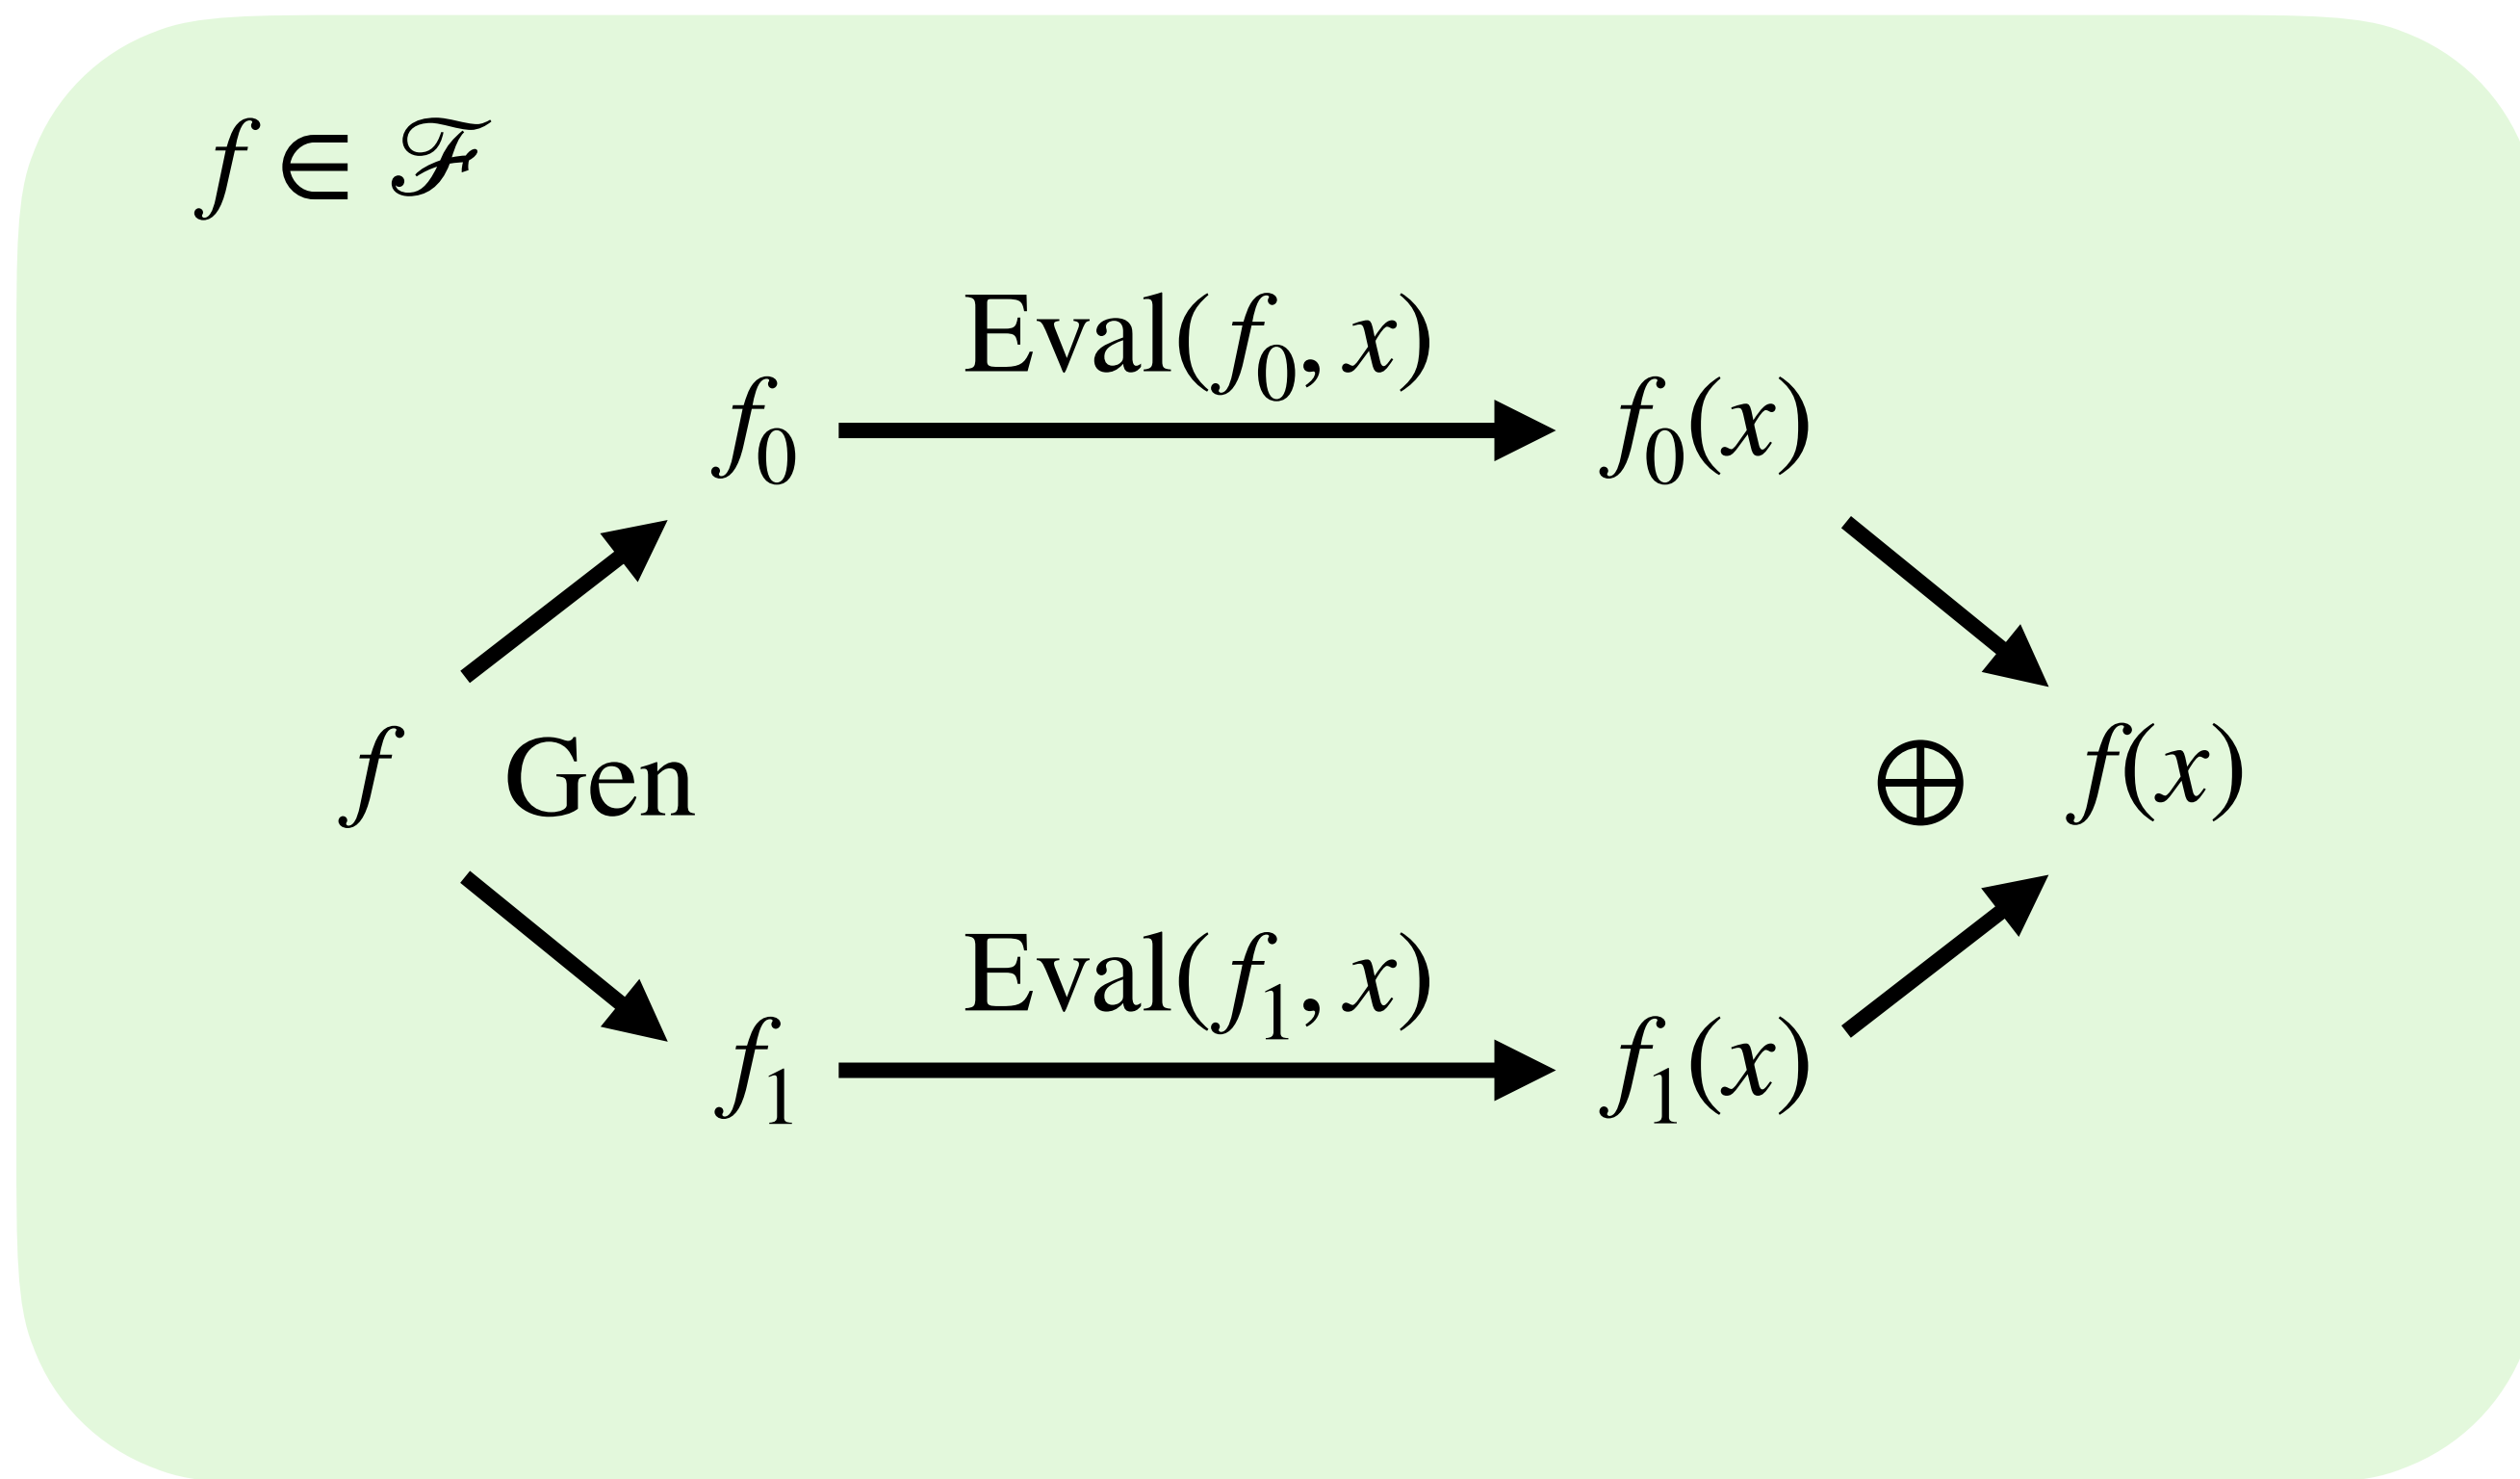 f ∈ ℱ
Eval(f₀, x)
f₀
f₀(x)
f Gen
⊕ f(x)
Eval(f₁, x)
f₁
f₁(x)